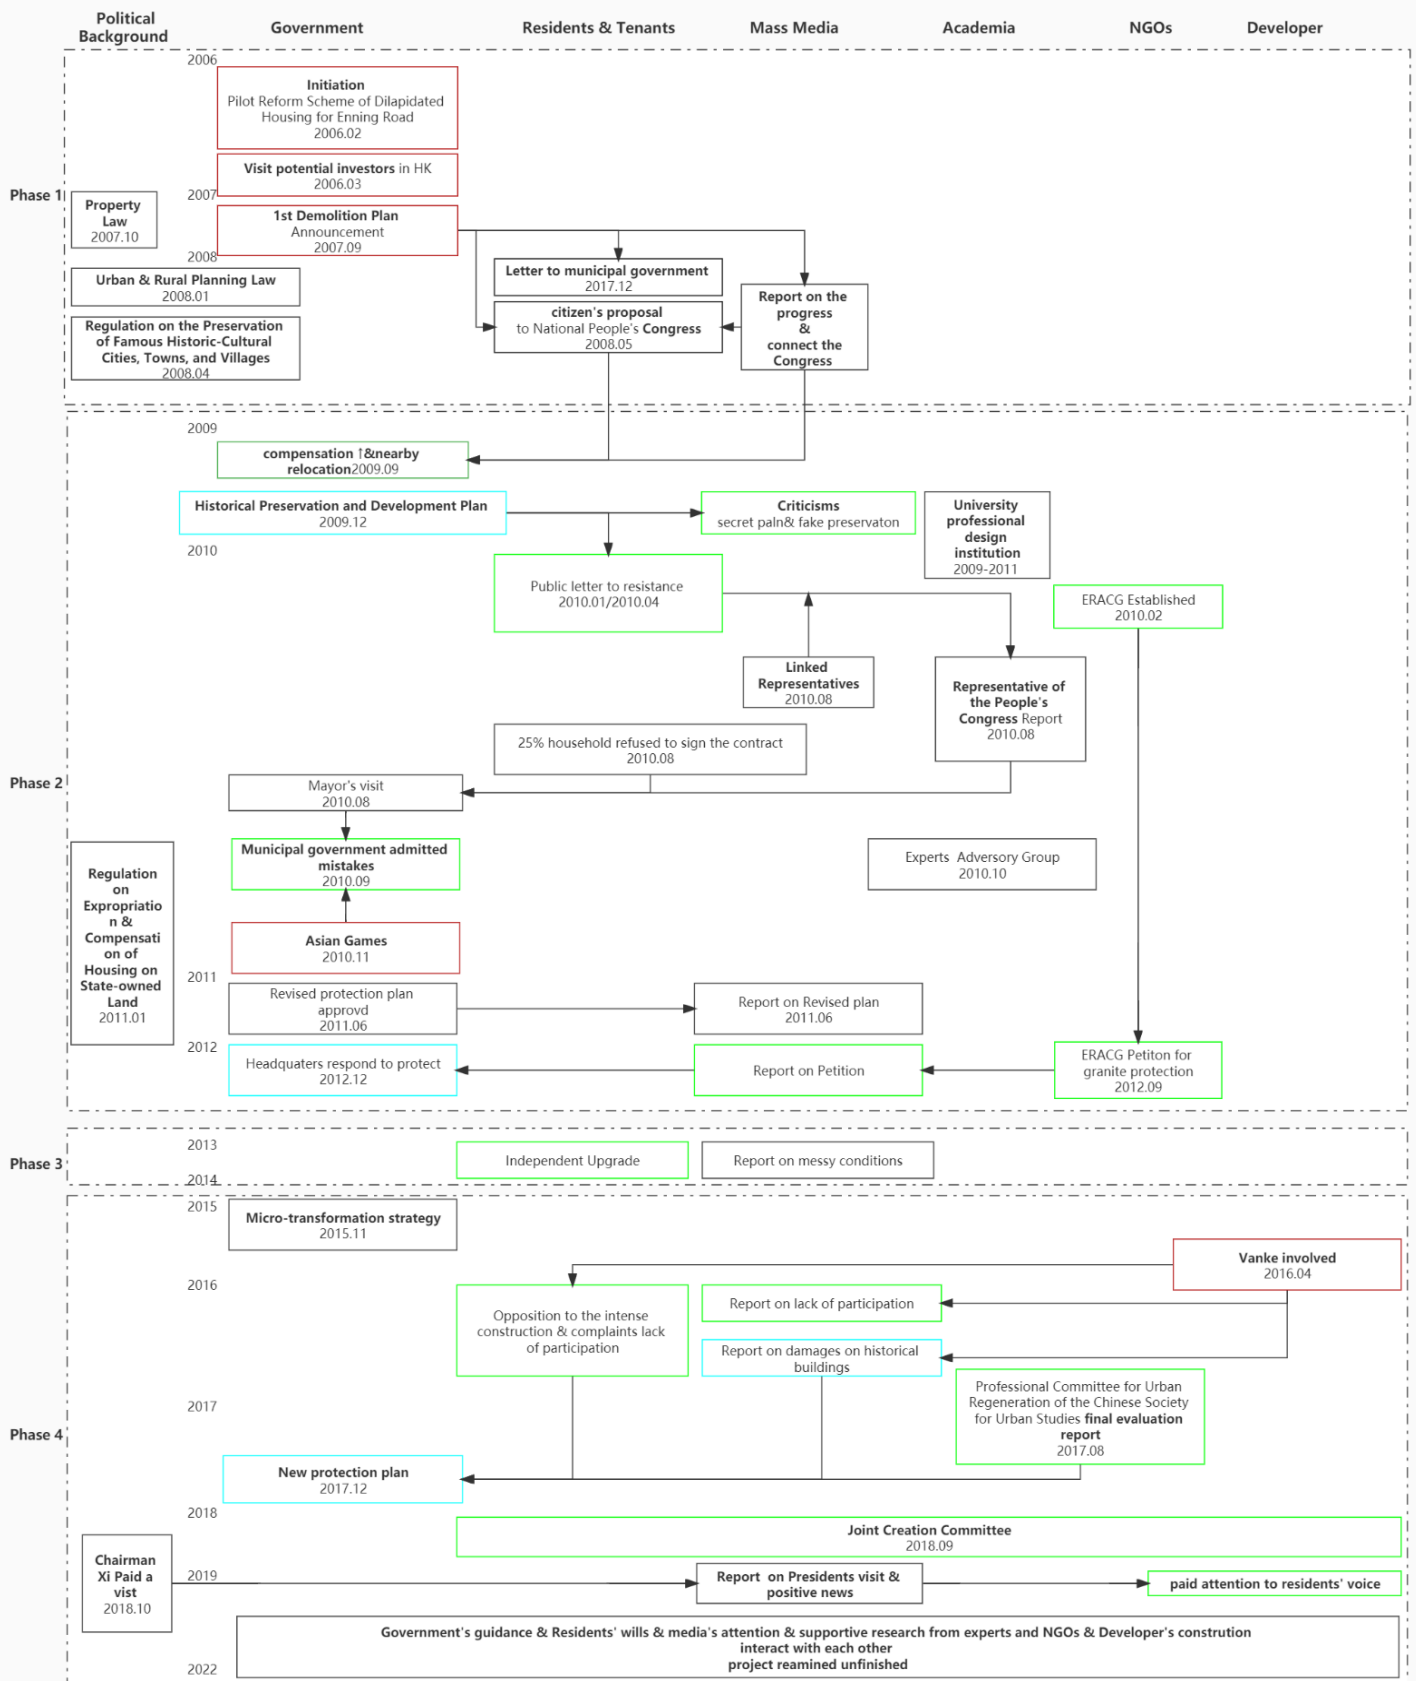 Political
Background
Government
Residents & Tenants
Mass Media
Academia
NGOs
Developer
Phase 1
2006
Initiation
Pilot Reform Scheme of Dilapidated
Housing for Enning Road
2006.02
Visit potential investors in HK
2006.03
2007
Property
Law
2007.10
1st Demolition Plan
Announcement
2007.09
2008
Urban & Rural Planning Law
2008.01
Letter to municipal government
2017.12
Report on the
progress
&
connect the
Congress
citizen's proposal
to National People's Congress
2008.05
Regulation on the Preservation
of Famous Historic-Cultural
Cities, Towns, and Villages
2008.04
Phase 2
2009
compensation ↑&nearby
relocation2009.09
Historical Preservation and Development Plan
2009.12
Criticisms
secret paln& fake preservaton
University
professional
design
institution
2009-2011
2010
Public letter to resistance
2010.01/2010.04
ERACG Established
2010.02
Linked
Representatives
2010.08
Representative of
the People's
Congress Report
2010.08
25% household refused to sign the contract
2010.08
Mayor's visit
2010.08
Municipal government admitted
mistakes
2010.09
Experts  Adversory Group
2010.10
Regulation
on
Expropriatio
n &
Compensati
on of
Housing on
State-owned
Land
2011.01
Asian Games
2010.11
2011
Revised protection plan
approvd
2011.06
Report on Revised plan
2011.06
2012
Headquaters respond to protect
2012.12
Report on Petition
ERACG Petiton for
granite protection
2012.09
Phase 3
2013
Independent Upgrade
Report on messy conditions
2014
Phase 4
2015
Micro-transformation strategy
2015.11
Vanke involved
2016.04
2016
Opposition to the intense
construction & complaints lack
of participation
Report on lack of participation
Report on damages on historical
buildings
Professional Committee for Urban
Regeneration of the Chinese Society
for Urban Studies final evaluation
report
2017.08
2017
New protection plan
2017.12
2018
Joint Creation Committee
2018.09
Chairman
Xi Paid a
vist
2018.10
2019
Report  on Presidents visit &
positive news
paid attention to residents' voice
Government's guidance & Residents' wills & media's attention & supportive research from experts and NGOs & Developer's constrution
interact with each other
project reamined unfinished
2022